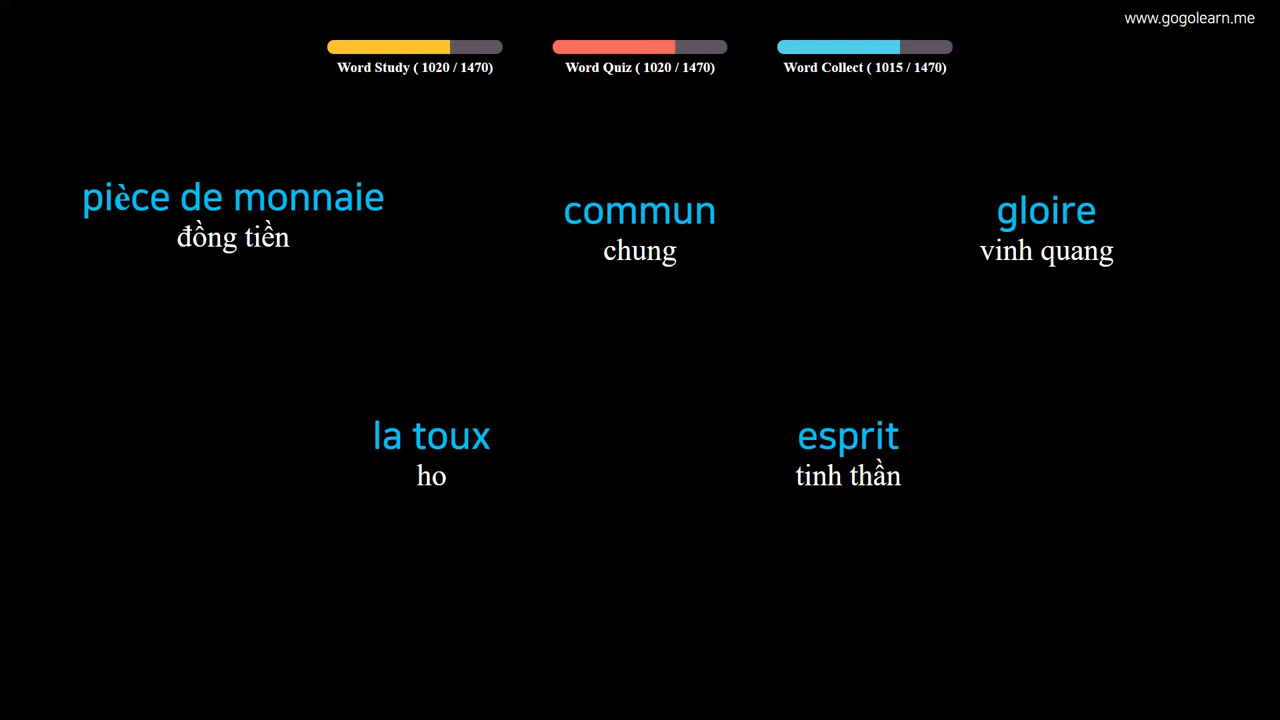 www.gogolearn.me
Word Study ( 1020 / 1470)
Word Quiz ( 1020 / 1470)
Word Collect ( 1015 / 1470)
pièce de monnaie
đồng tiền
commun
chung
gloire
vinh quang
la toux
ho
esprit
tinh thần